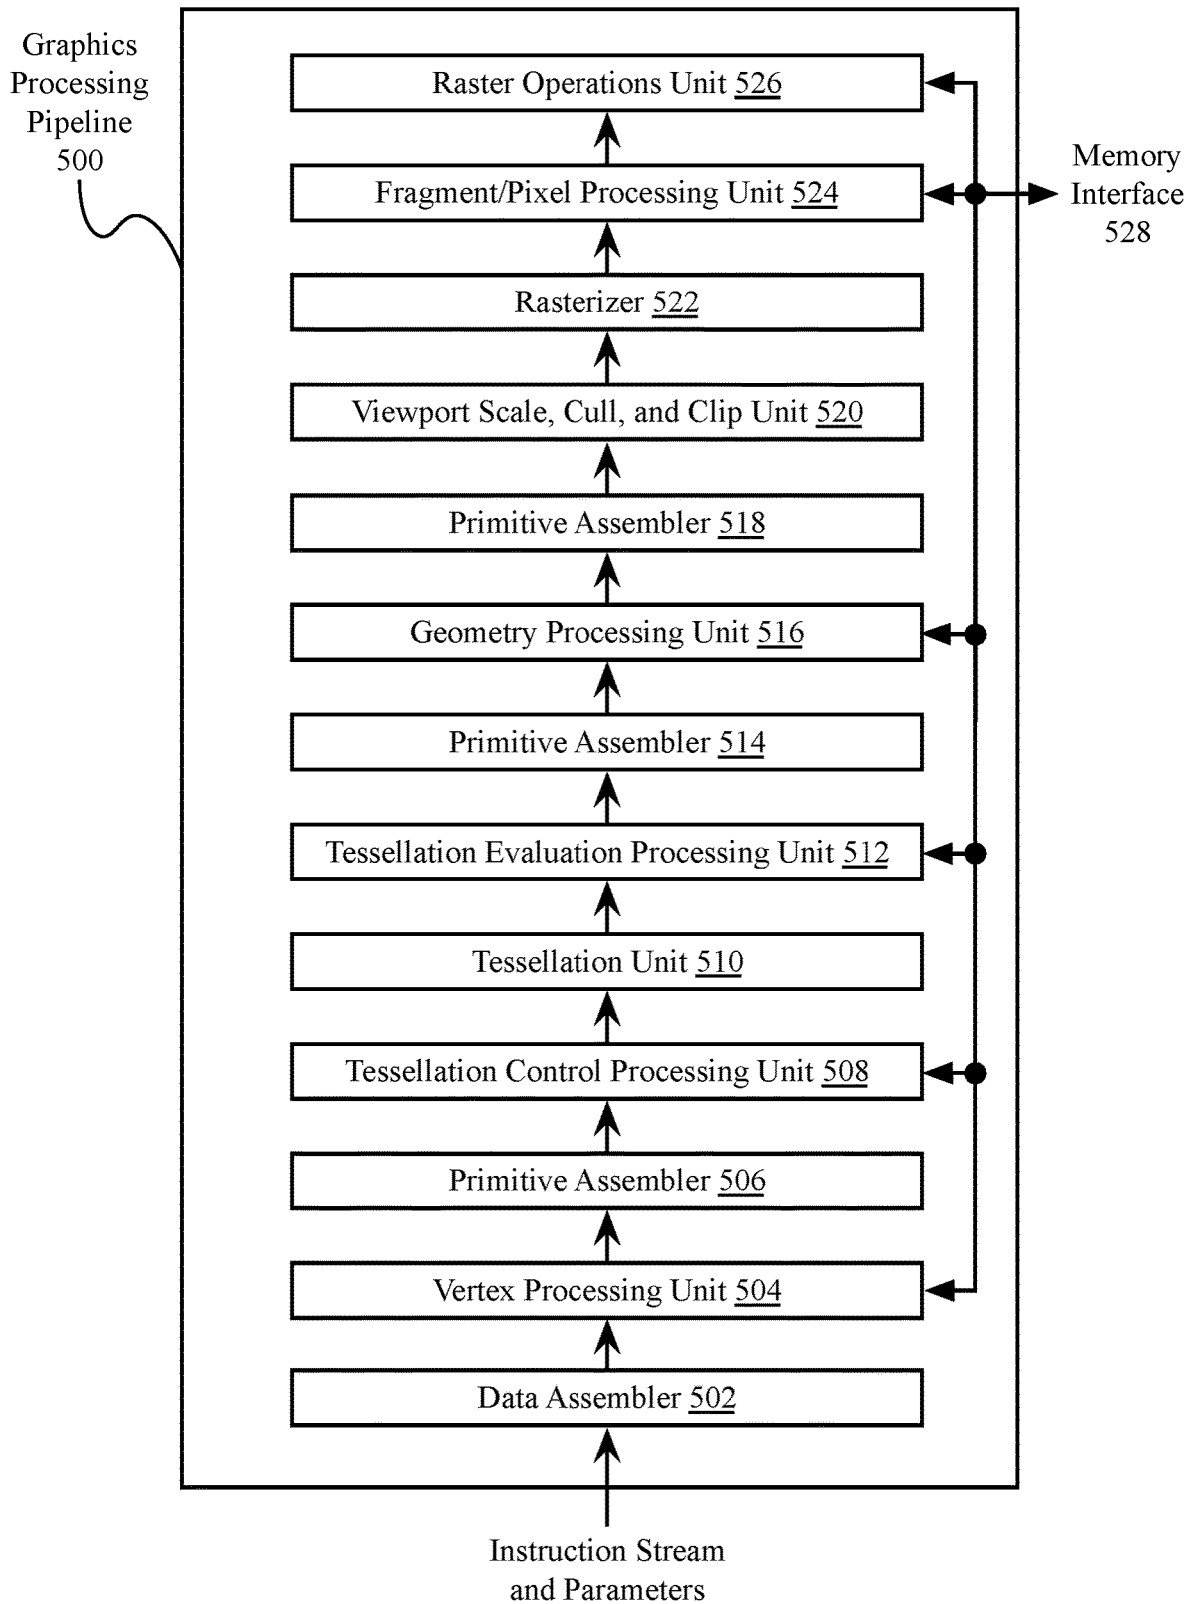 Graphics
Processing
Pipeline
500
Raster Operations Unit 526
Fragment/Pixel Processing Unit 524
Memory
Interface
528
Rasterizer 522
Viewport Scale, Cull, and Clip Unit 520
Primitive Assembler 518
Geometry Processing Unit 516
Primitive Assembler 514
Tessellation Evaluation Processing Unit 512
Tessellation Unit 510
Tessellation Control Processing Unit 508
Primitive Assembler 506
Vertex Processing Unit 504
Data Assembler 502
Instruction Stream
and Parameters